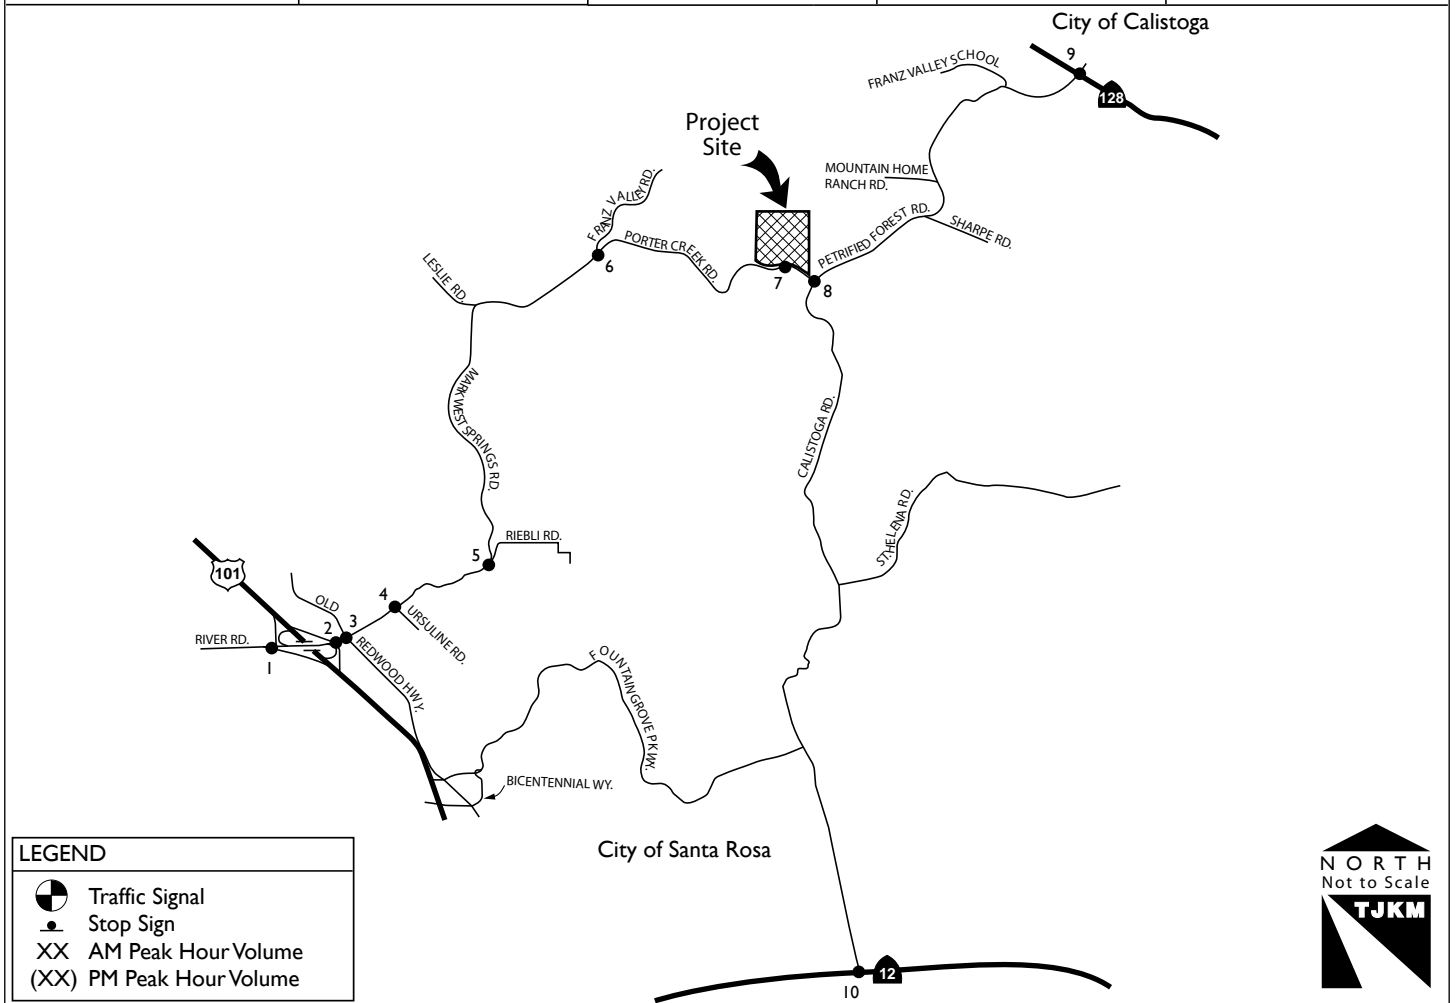 City of Calistoga
9
FRANZ VALLEY SCHOOL
128
Project
Site
MOUNTAIN HOME
RANCH RD.
FRANZ VALLEY RD.
PETRIFIED FOREST RD.
SHARPE RD.
PORTER CREEK RD.
6
7
8
LESLIE RD.
MARK WEST SPRINGS RD.
CALISTOGA RD.
ST. HELENA RD.
RIEBLI RD.
5
101
4
OLD
3
2
URSULINE RD.
RIVER RD.
1
REDWOOD HWY.
FOUNTAINGROVE PKWY.
BICENTENNIAL WY.
City of Santa Rosa
LEGEND
Traffic Signal
Stop Sign
XX AM Peak Hour Volume
(XX) PM Peak Hour Volume
NORTH
Not to Scale
TJKM
12
10